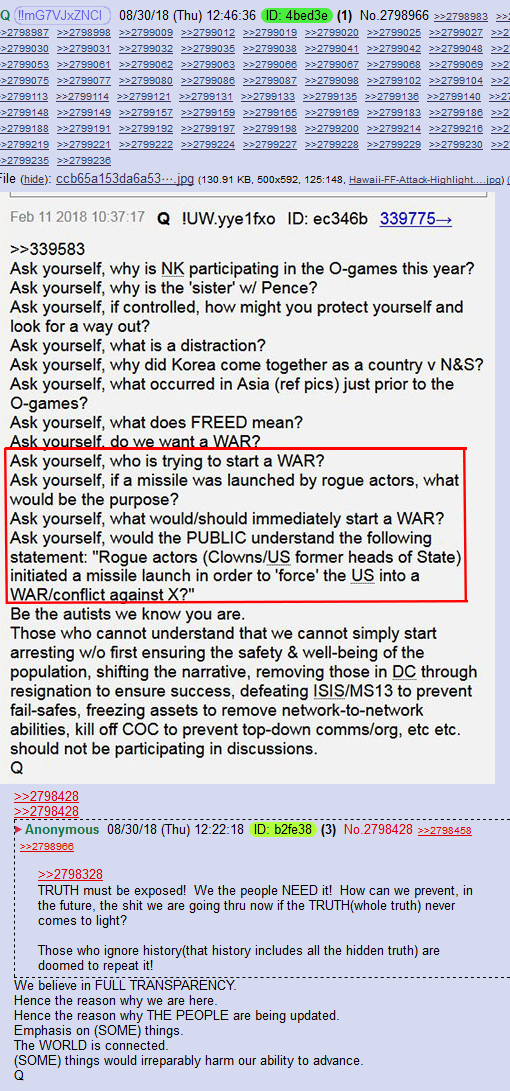 Q !!mG7VJxZNCI 08/30/18 (Thu) 12:46:36 ID: 4bed3e (1) No.2798966 >>2798983
>>2798987 >>2798998 >>2799009 >>2799012 >>2799019 >>2799020 >>2799025 >>2799027
>>2799030 >>2799031 >>2799035 >>2799038 >>2799041 >>2799042 >>2799048
>>2799053 >>2799061 >>2799062 >>2799063 >>2799066 >>2799067 >>2799068 >>2799069
>>2799075 >>2799077 >>2799080 >>2799086 >>2799087 >>2799098 >>2799102 >>2799104
>>2799113 >>2799114 >>2799121 >>2799131 >>2799133 >>2799135 >>2799136 >>2799140
>>2799148 >>2799149 >>2799157 >>2799159 >>2799165 >>2799169 >>2799183 >>2799186
>>2799188 >>2799191 >>2799192 >>2799197 >>2799198 >>2799200 >>2799214 >>2799216
>>2799219 >>2799221 >>2799222 >>2799224 >>2799227 >>2799228 >>2799229 >>2799230
>>2799235 >>2799236
File (hide): ccb65a153da6a53⋯.jpg (130.91 KB, 500x592, 125:148, Hawaii-FF-Attack-Highlight....jpg)
Feb 11 2018 10:37:17 Q !UW.yye1fxo ID: ec346b 339775→
>>339583
Ask yourself, why is NK participating in the O-games this year?
Ask yourself, why is the 'sister' w/ Pence?
Ask yourself, if controlled, how might you protect yourself and
look for a way out?
Ask yourself, what is a distraction?
Ask yourself, why did Korea come together as a country v N&S?
Ask yourself, what occurred in Asia (ref pics) just prior to the
O-games?
Ask yourself, what does FREED mean?
Ask yourself, do we want a WAR?
Ask yourself, who is trying to start a WAR?
Ask yourself, if a missile was launched by rogue actors, what
would be the purpose?
Ask yourself, what would/should immediately start a WAR?
Ask yourself, would the PUBLIC understand the following
statement: "Rogue actors (Clowns/US former heads of State)
initiated a missile launch in order to 'force' the US into a
WAR/conflict against X?"
Be the autists we know you are.
Those who cannot understand that we cannot simply start
arresting w/o first ensuring the safety & well-being of the
population, shifting the narrative, removing those in DC through
resignation to ensure success, defeating ISIS/MS13 to prevent
fail-safes, freezing assets to remove network-to-network
abilities, kill off COC to prevent top-down comms/org, etc etc.
should not be participating in discussions.
Q
>>2798428
>>2798428
Anonymous 08/30/18 (Thu) 12:22:18 ID: b2fe38 (3) No.2798428 >>2798458
>>2798966
>>2798328
TRUTH must be exposed! We the people NEED it! How can we prevent, in
the future, the shit we are going thru now if the TRUTH(whole truth) never
comes to light?
Those who ignore history(that history includes all the hidden truth) are
doomed to repeat it!
We believe in FULL TRANSPARENCY.
Hence the reason why we are here.
Hence the reason why THE PEOPLE are being updated.
Emphasis on (SOME) things.
The WORLD is connected.
(SOME) things would irreparably harm our ability to advance.
Q